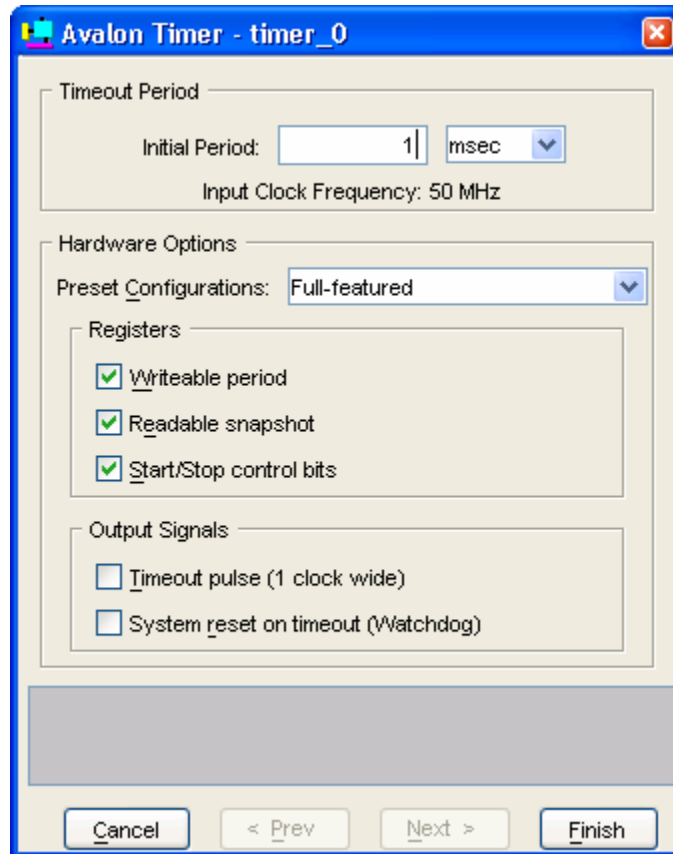 Avalon Timer - timer_0
Timeout Period
Initial Period: 1 msec
Input Clock Frequency: 50 MHz
Hardware Options
Preset Configurations: Full-featured
Registers
Writeable period
Readable snapshot
Start/Stop control bits
Output Signals
Timeout pulse (1 clock wide)
System reset on timeout (Watchdog)
Cancel < Prev Next > Finish